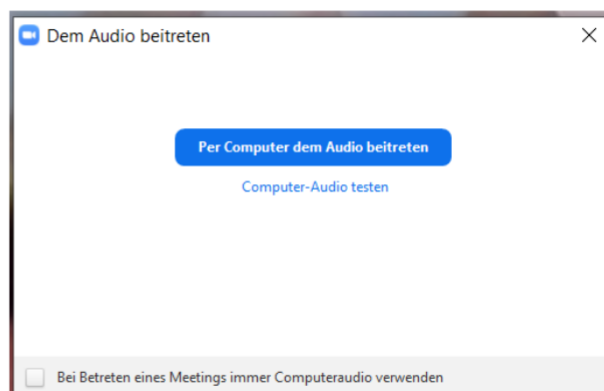 Dem Audio beitreten
Per Computer dem Audio beitreten
Computer-Audio testen
Bei Betreten eines Meetings immer Computeraudio verwenden